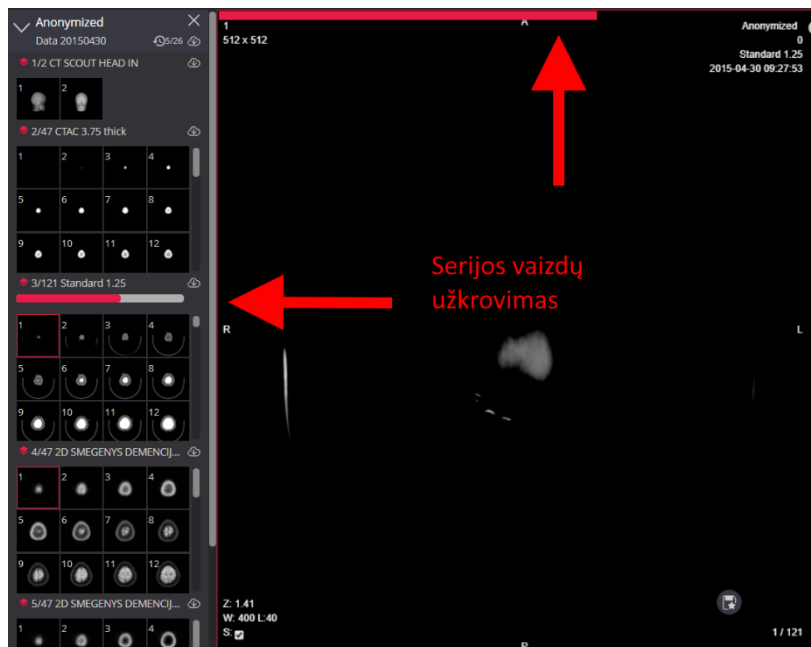 Anonymized
Data 20150430
5/26
1/2 CT SCOUT HEAD IN
1 2
2/47 CTAC 3.75 thick
1 2 3 4
5 6 7 8
9 10 11 12
3/121 Standard 1.25
1 2 3 4
5 6 7 8
9 10 11 12
4/47 2D SMEGENYS DEMENCIJ...
1 2 3 4
5 6 7 8
9 10 11 12
5/47 2D SMEGENYS DEMENCIJ...
1 2 3 4
1
512 x 512
A
Anonymized
0
Standard 1.25
2015-04-30 09:27:53
Serijos vaizdų
užkrovimas
R
L
Z: 1.41
W: 400 L:40
S:
P
1 / 121